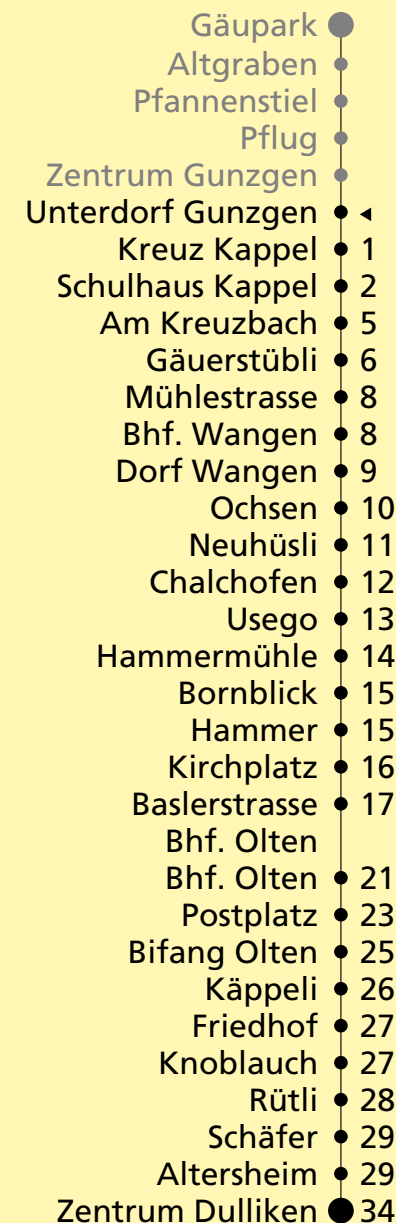 Gäupark
Altgraben
Pfannenstiel
Pflug
Zentrum Gunzgen
Unterdorf Gunzgen
Kreuz Kappel 1
Schulhaus Kappel 2
Am Kreuzbach 5
Gäuerstübli 6
Mühlestrasse 8
Bhf. Wangen 8
Dorf Wangen 9
Ochsen 10
Neuhüsli 11
Chalchofen 12
Usego 13
Hammermühle 14
Bornblick 15
Hammer 15
Kirchplatz 16
Baslerstrasse 17
Bhf. Olten
Bhf. Olten 21
Postplatz 23
Bifang Olten 25
Käppeli 26
Friedhof 27
Knoblauch 27
Rütli 28
Schäfer 29
Altersheim 29
Zentrum Dulliken 34